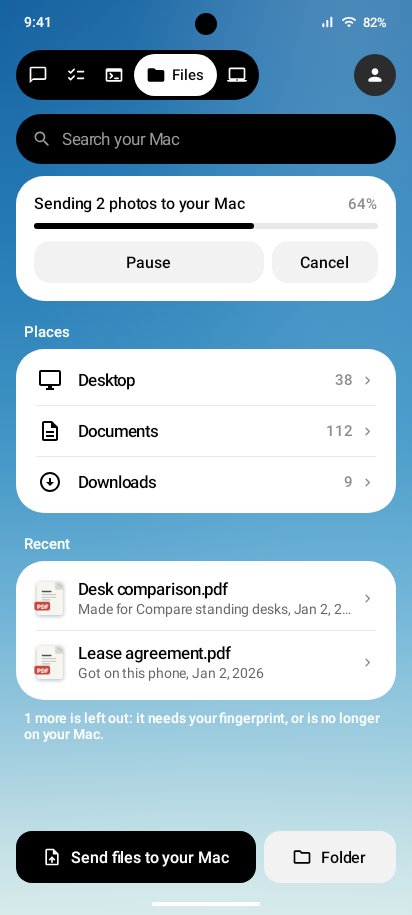 9:41
82%
Files
Search your Mac
Sending 2 photos to your Mac
64%
Pause
Cancel
Places
Desktop
38
Documents
112
Downloads
9
Recent
PDF
Desk comparison.pdf
Made for Compare standing desks, Jan 2, 2...
PDF
Lease agreement.pdf
Got on this phone, Jan 2, 2026
1 more is left out: it needs your fingerprint, or is no longer
on your Mac.
Send files to your Mac
Folder